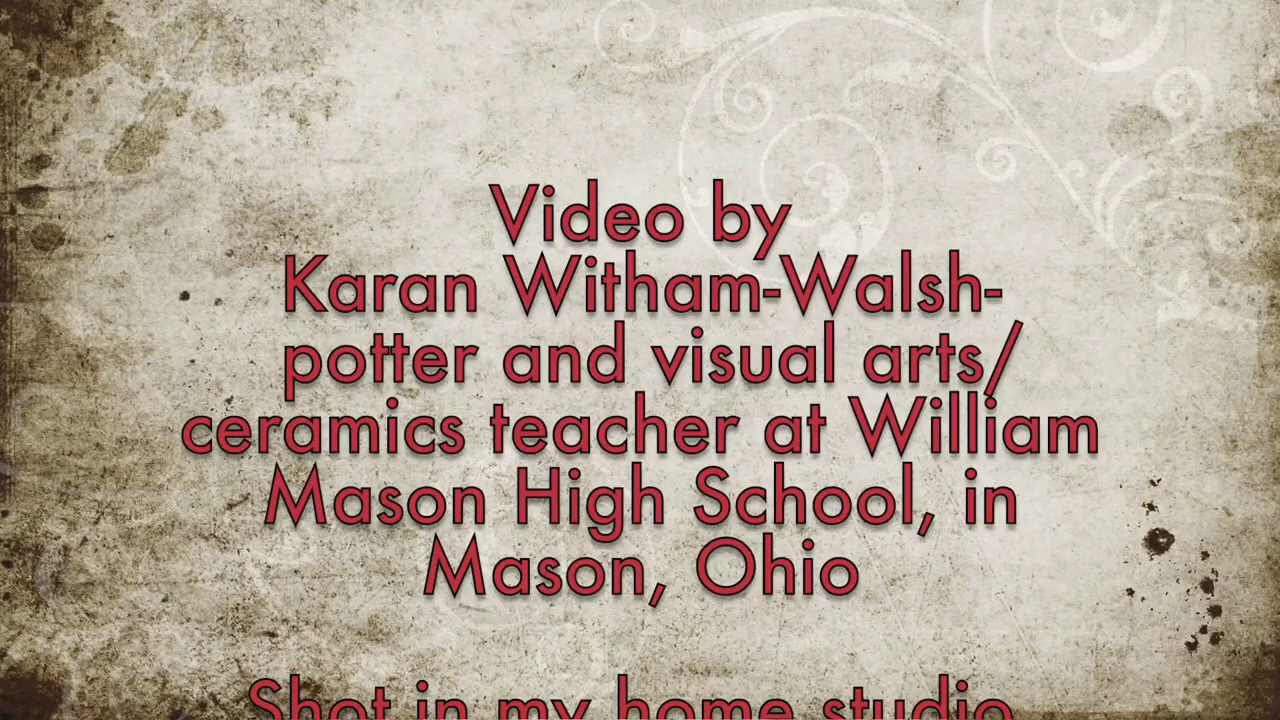 Video by
Karan Witham-Walsh-
potter and visual arts/
ceramics teacher at William
Mason High School, in
Mason, Ohio
Shot in my home studio